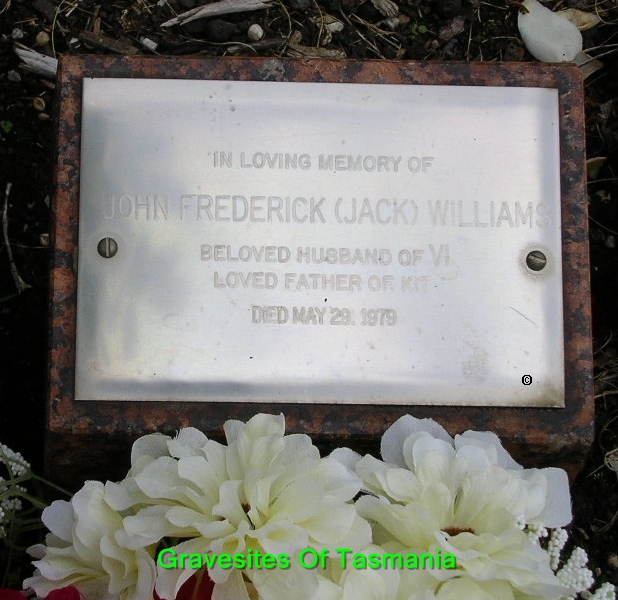 IN LOVING MEMORY OF
JOHN FREDERICK (JACK) WILLIAMS
BELOVED HUSBAND OF VI
LOVED FATHER OF KIT
DIED MAY 29. 1979
©
Gravesites Of Tasmania